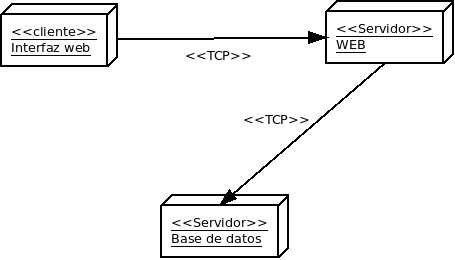 <<cliente>>
Interfaz web
<<Servidor>>
WEB
<<TCP>>
<<TCP>>
<<Servidor>>
Base de datos